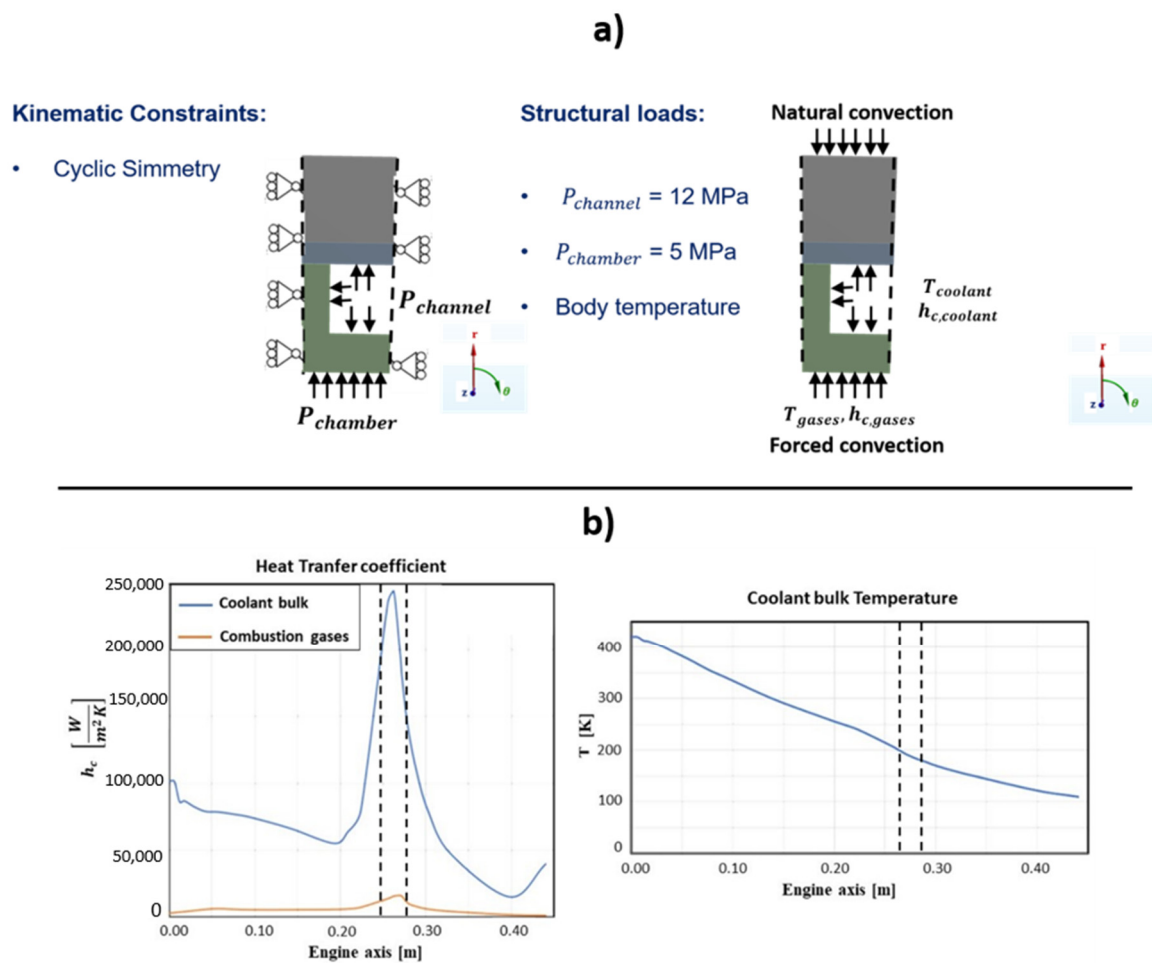 a)
Kinematic Constraints:
• Cyclic Simmetry
P_channel
P_chamber
r
z
θ
Structural loads:
• P_channel = 12 MPa
• P_chamber = 5 MPa
• Body temperature
Natural convection
T_coolant
h_c,coolant
T_gases, h_c,gases
Forced convection
r
z
θ
b)
Heat Tranfer coefficient
250,000
200,000
150,000
100,000
50,000
0
h_c [W/m² K]
Coolant bulk
Combustion gases
0.00 0.10 0.20 0.30 0.40
Engine axis [m]
Coolant bulk Temperature
400
300
200
100
0
T [K]
0.00 0.10 0.20 0.30 0.40
Engine axis [m]